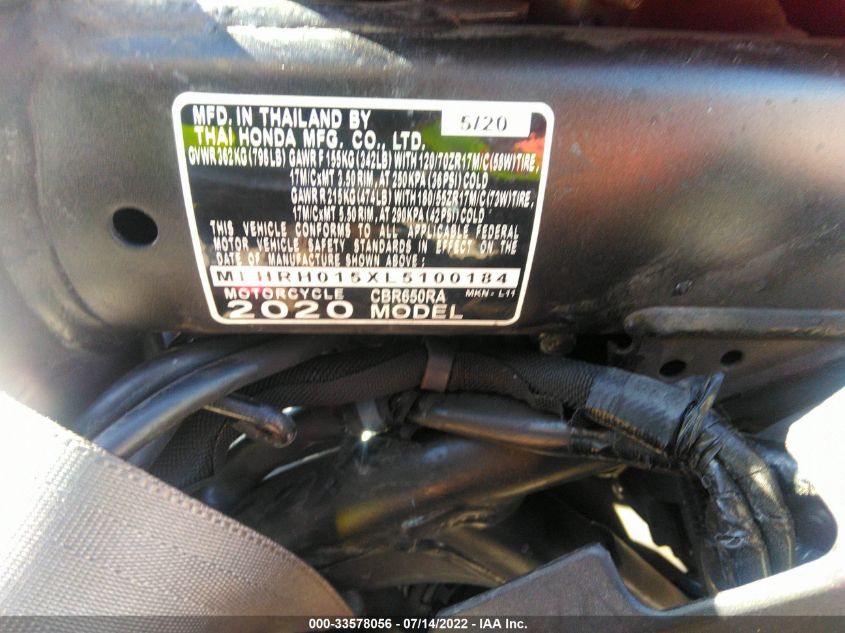 MFD. IN THAILAND BY
THAI HONDA MFG. CO., LTD.
5/20
GVWR 362KG (798 LB) GAWR F 155KG (342LB) WITH 120/70ZR17M/C(58W)TIRE,
17M/CxMT 3.50 RIM, AT 250KPA (36PSI) COLD
GAWR R 215KG (474LB) WITH 180/55ZR17M/C (73W)TIRE,
17M/CxMT 5.50 RIM, AT 290KPA (42PSI) COLD
THIS VEHICLE CONFORMS TO ALL APPLICABLE FEDERAL
MOTOR VEHICLE SAFETY STANDARDS IN EFFECT ON THE
DATE OF MANUFACTURE SHOWN ABOVE:
MLHRH015XL5100184
MOTORCYCLE CBR650RA MKN-L11
2020 MODEL
000-33578056 - 07/14/2022 - IAA Inc.